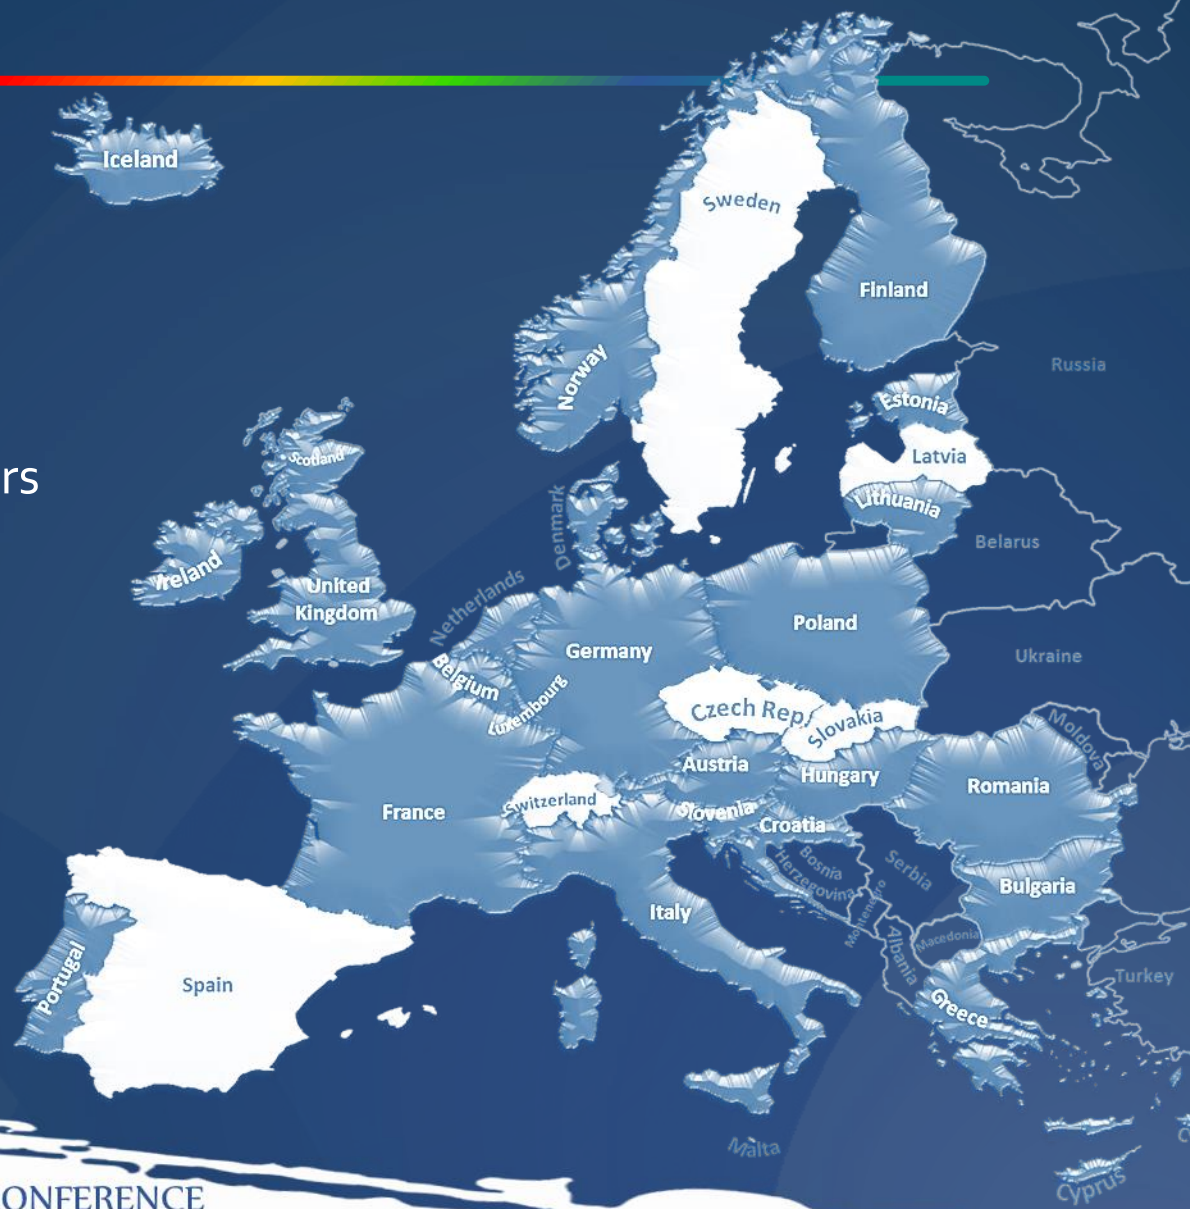 Iceland
Sweden
Finland
Norway
Russia
Estonia
Latvia
Lithuania
Scotland
rs
Denmark
Belarus
Ireland
United
Kingdom
Netherlands
Poland
Germany
Ukraine
Belgium
Luxembourg
Czech Rep
Slovakia
Moldova
Austria
Hungary
Romania
Switzerland
France
Slovenia
Croatia
Bosnia
Herzegovina
Serbia
Bulgaria
Italy
Montenegro
Macedonia
Albania
Portugal
Spain
Turkey
Greece
Malta
C
Cyprus
ONFERENCE